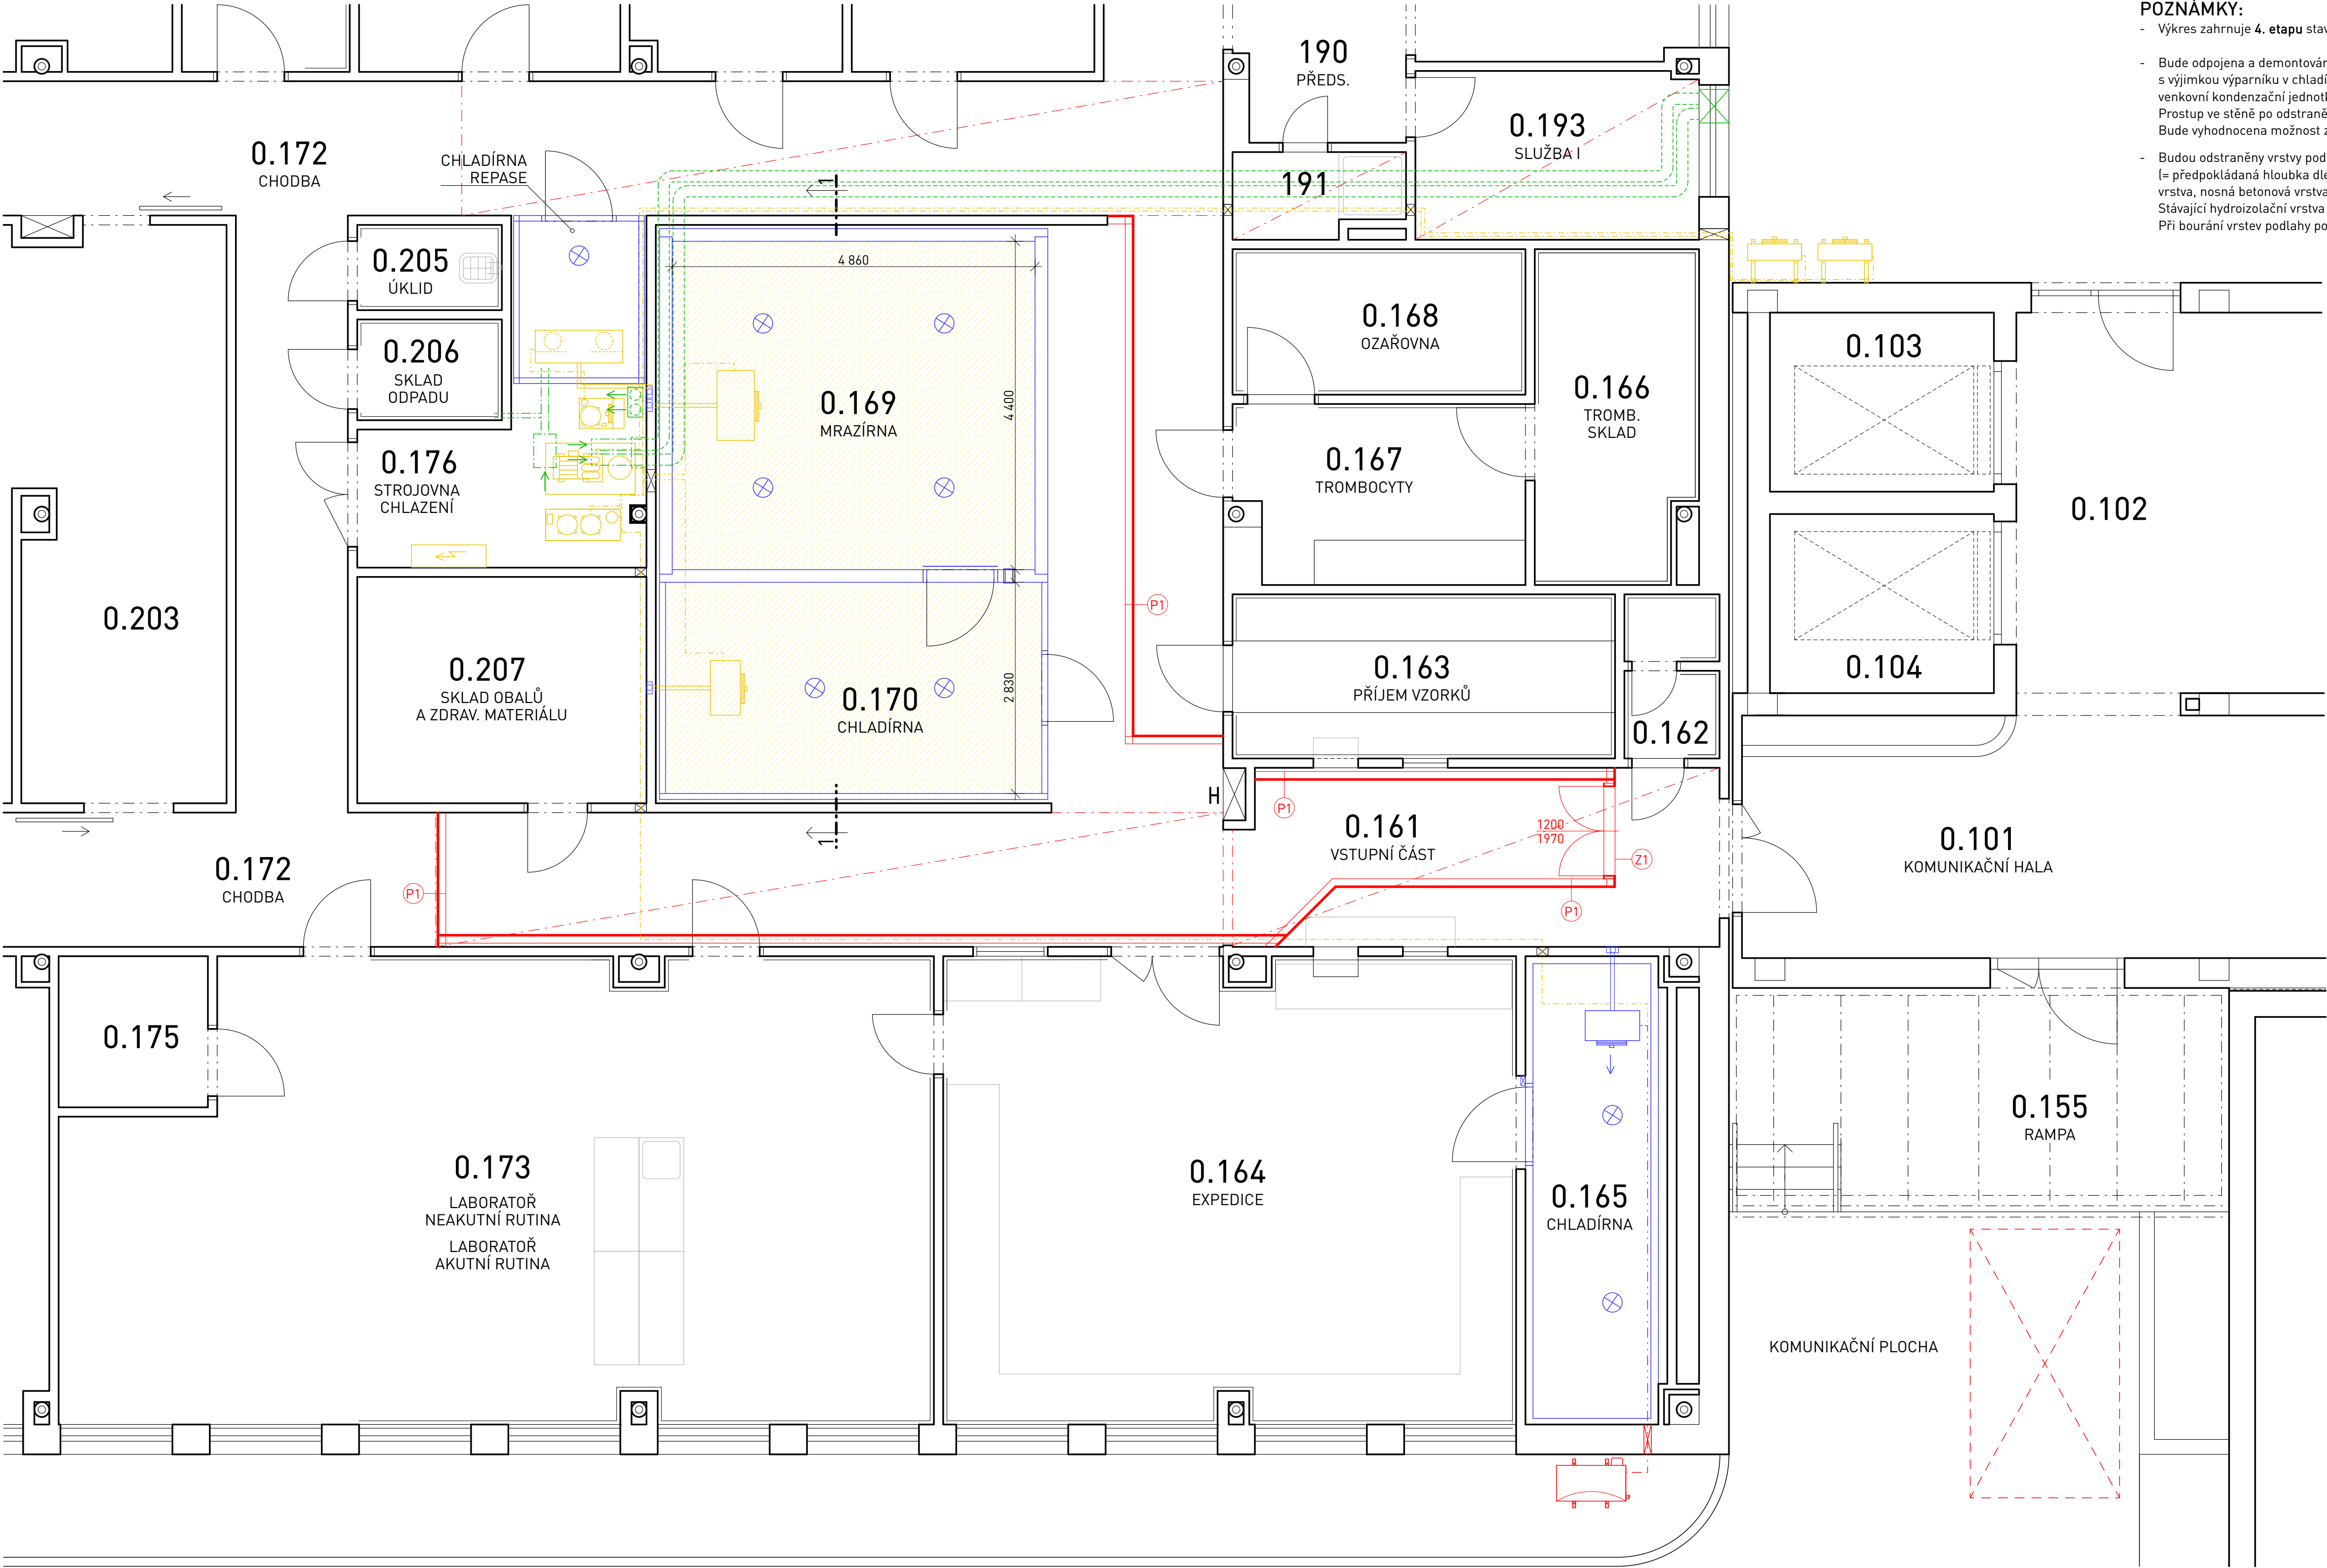 POZNÁMKY:
- Výkres zahrnuje 4. etapu
- Bude odpojena a demontován
s výjimkou výparníku v chladí
venkovní kondenzační jednotk
Prostup ve stěně po odstraně
Bude vyhodnocena možnost z
- Budou odstraněny vrstvy pod
(= předpokládaná hloubka dle
vrstva, nosná betonová vrstva
Stávající hydroizolační vrstva
Při bourání vrstev podlahy po
190
PŘEDS.
0.193
SLUŽBA I
191
0.172
CHODBA
CHLADÍRNA
REPASE
1
0.205
ÚKLID
4 860
0.168
OZAŘOVNA
0.103
0.206
SKLAD
ODPADU
0.169
MRAZÍRNA
4 400
0.166
TROMB.
SKLAD
0.176
STROJOVNA
CHLAZENÍ
0.167
TROMBOCYTY
0.102
0.203
P1
0.207
SKLAD OBALŮ
A ZDRAV. MATERIÁLU
0.170
CHLADÍRNA
2 830
0.163
PŘÍJEM VZORKŮ
0.104
0.162
H
P1
1
0.161
VSTUPNÍ ČÁST
1200
1970
Z1
0.101
KOMUNIKAČNÍ HALA
0.172
CHODBA
P1
P1
0.175
0.173
LABORATOŘ
NEAKUTNÍ RUTINA
LABORATOŘ
AKUTNÍ RUTINA
0.164
EXPEDICE
0.165
CHLADÍRNA
0.155
RAMPA
KOMUNIKAČNÍ PLOCHA